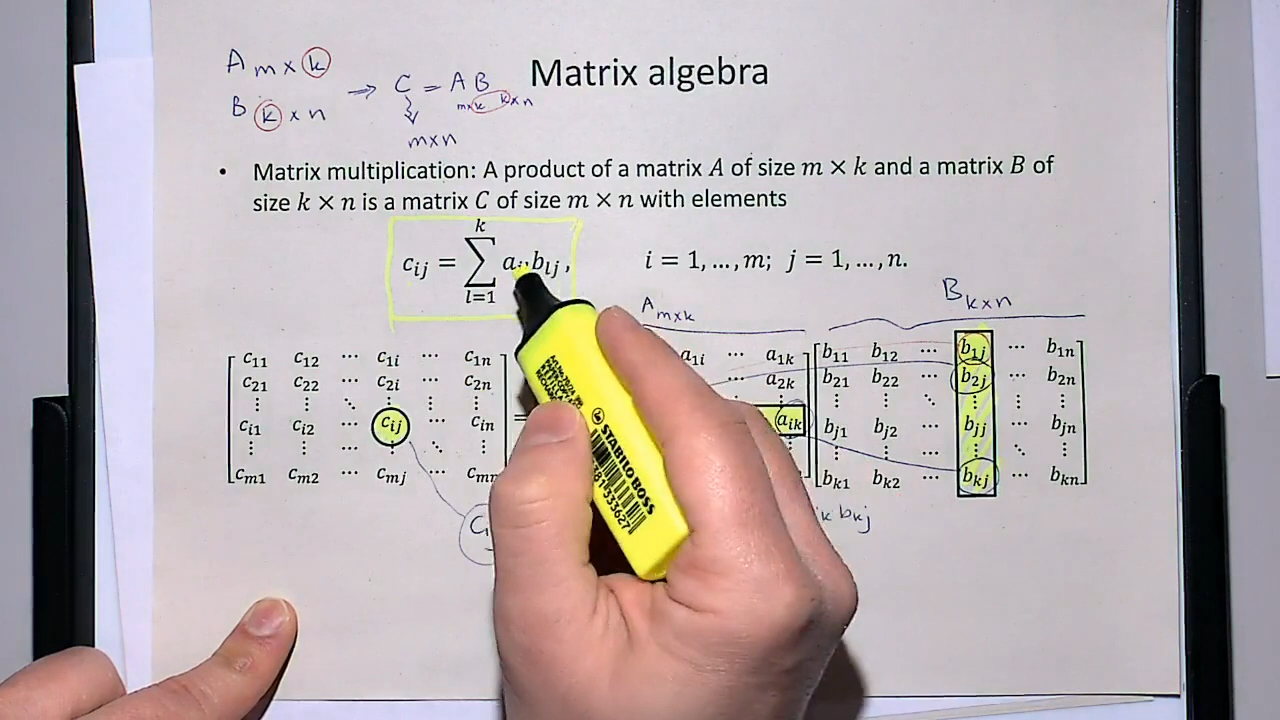 A m×k
B k×n
→ C = AB
m×k k×n
m×n
Matrix algebra
• Matrix multiplication: A product of a matrix A of size m × k and a matrix B of
size k × n is a matrix C of size m × n with elements
c_ij = ∑_{l=1}^{k} a_i b_lj, i = 1, …, m; j = 1, …, n.
A m×k
B k×n
c11 c12 ⋯ c1i ⋯ c1n a1i ⋯ a1k b11 b12 ⋯ b1j ⋯ b1n
c21 c22 ⋯ c2i ⋯ c2n ⋯ a2k b21 b22 ⋯ b2j ⋯ b2n
⋮ ⋮ ⋱ ⋮ ⋮ ⋮ ⋮ ⋮ ⋱ ⋮ ⋮
ci1 ci2 ⋯ cij cin = aik bj1 bj2 ⋯ bjj ⋯ bjn
⋮ ⋮ ⋮ ⋱ ⋮ ⋮ ⋮ ⋮ ⋮ ⋱ ⋮
cm1 cm2 ⋯ cmj ⋯ bk1 bk2 ⋯ bkj ⋯ bkn
k bkj
STABILO BOSS